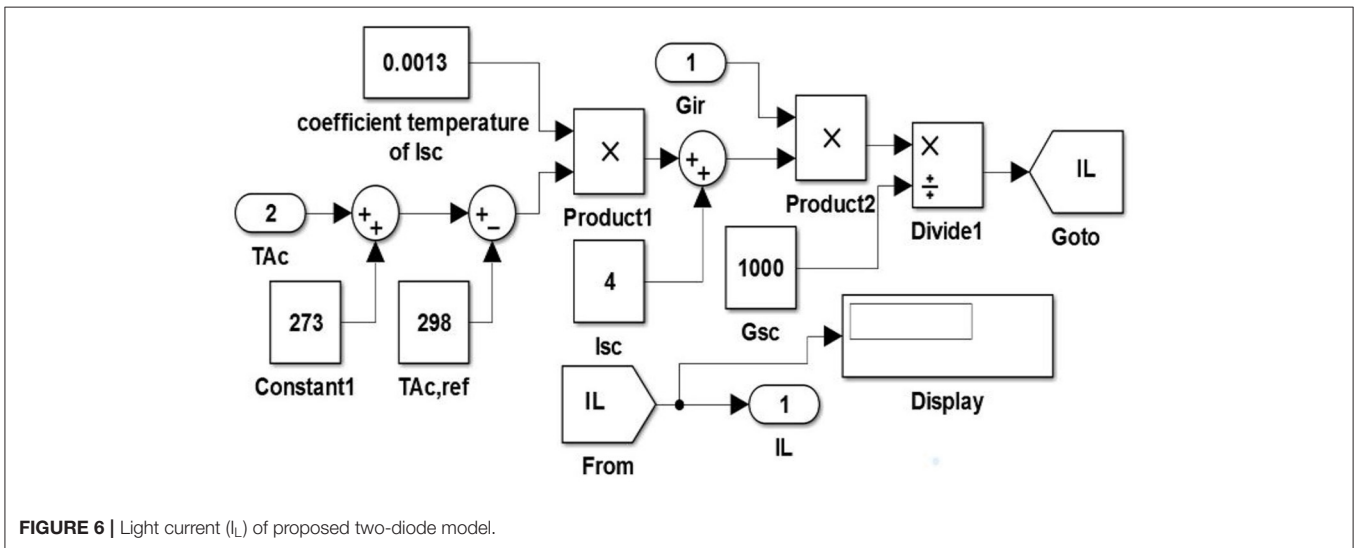 0.0013
coefficient temperature
of Isc
1
Gir
×
Product1
+
+
×
Product2
×
÷
Divide1
IL
Goto
2
TAc
+
+
+
−
273
Constant1
298
TAc,ref
4
Isc
1000
Gsc
Display
IL
From
1
IL
FIGURE 6 | Light current (IL) of proposed two-diode model.